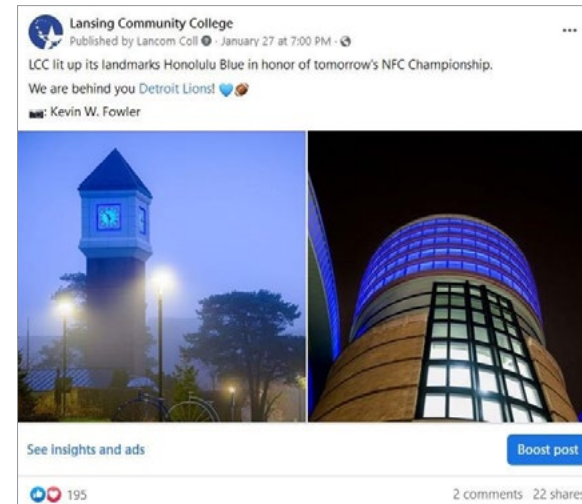 Lansing Community College
Published by Lancom Coll · January 27 at 7:00 PM ·
LCC lit up its landmarks Honolulu Blue in honor of tomorrow's NFC Championship.
We are behind you Detroit Lions! 💙🏈
📷: Kevin W. Fowler
See insights and ads
Boost post
195
2 comments 22 shares